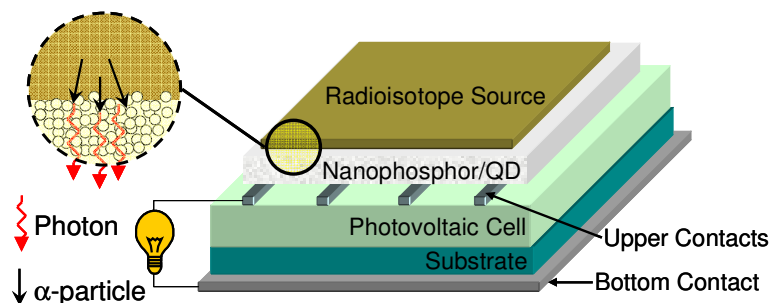 Radioisotope Source
Nanophosphor/QD
Photovoltaic Cell
Substrate
Upper Contacts
Bottom Contact
Photon
α-particle